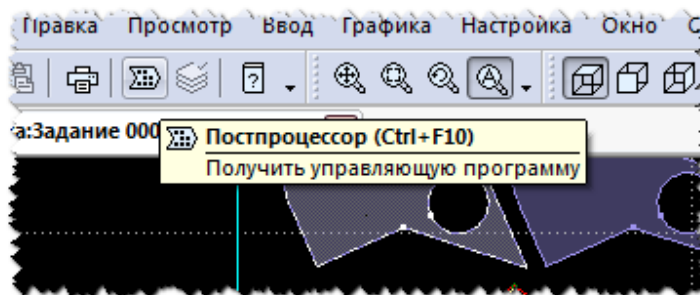 Правка Просмотр Ввод Графика Настройка Окно
а:Задание 000
Постпроцессор (Ctrl+F10)
Получить управляющую программу